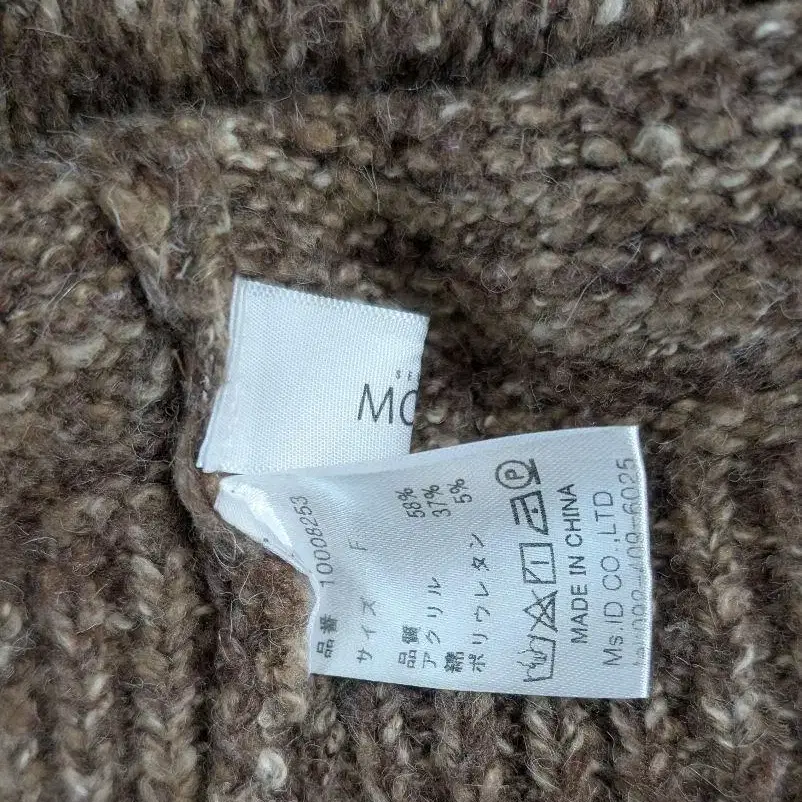 MO
品番 10008253
サイズ F
品質
アクリル 58%
綿 37%
ポリウレタン 5%
MADE IN CHINA
Ms.ID CO.,LTD